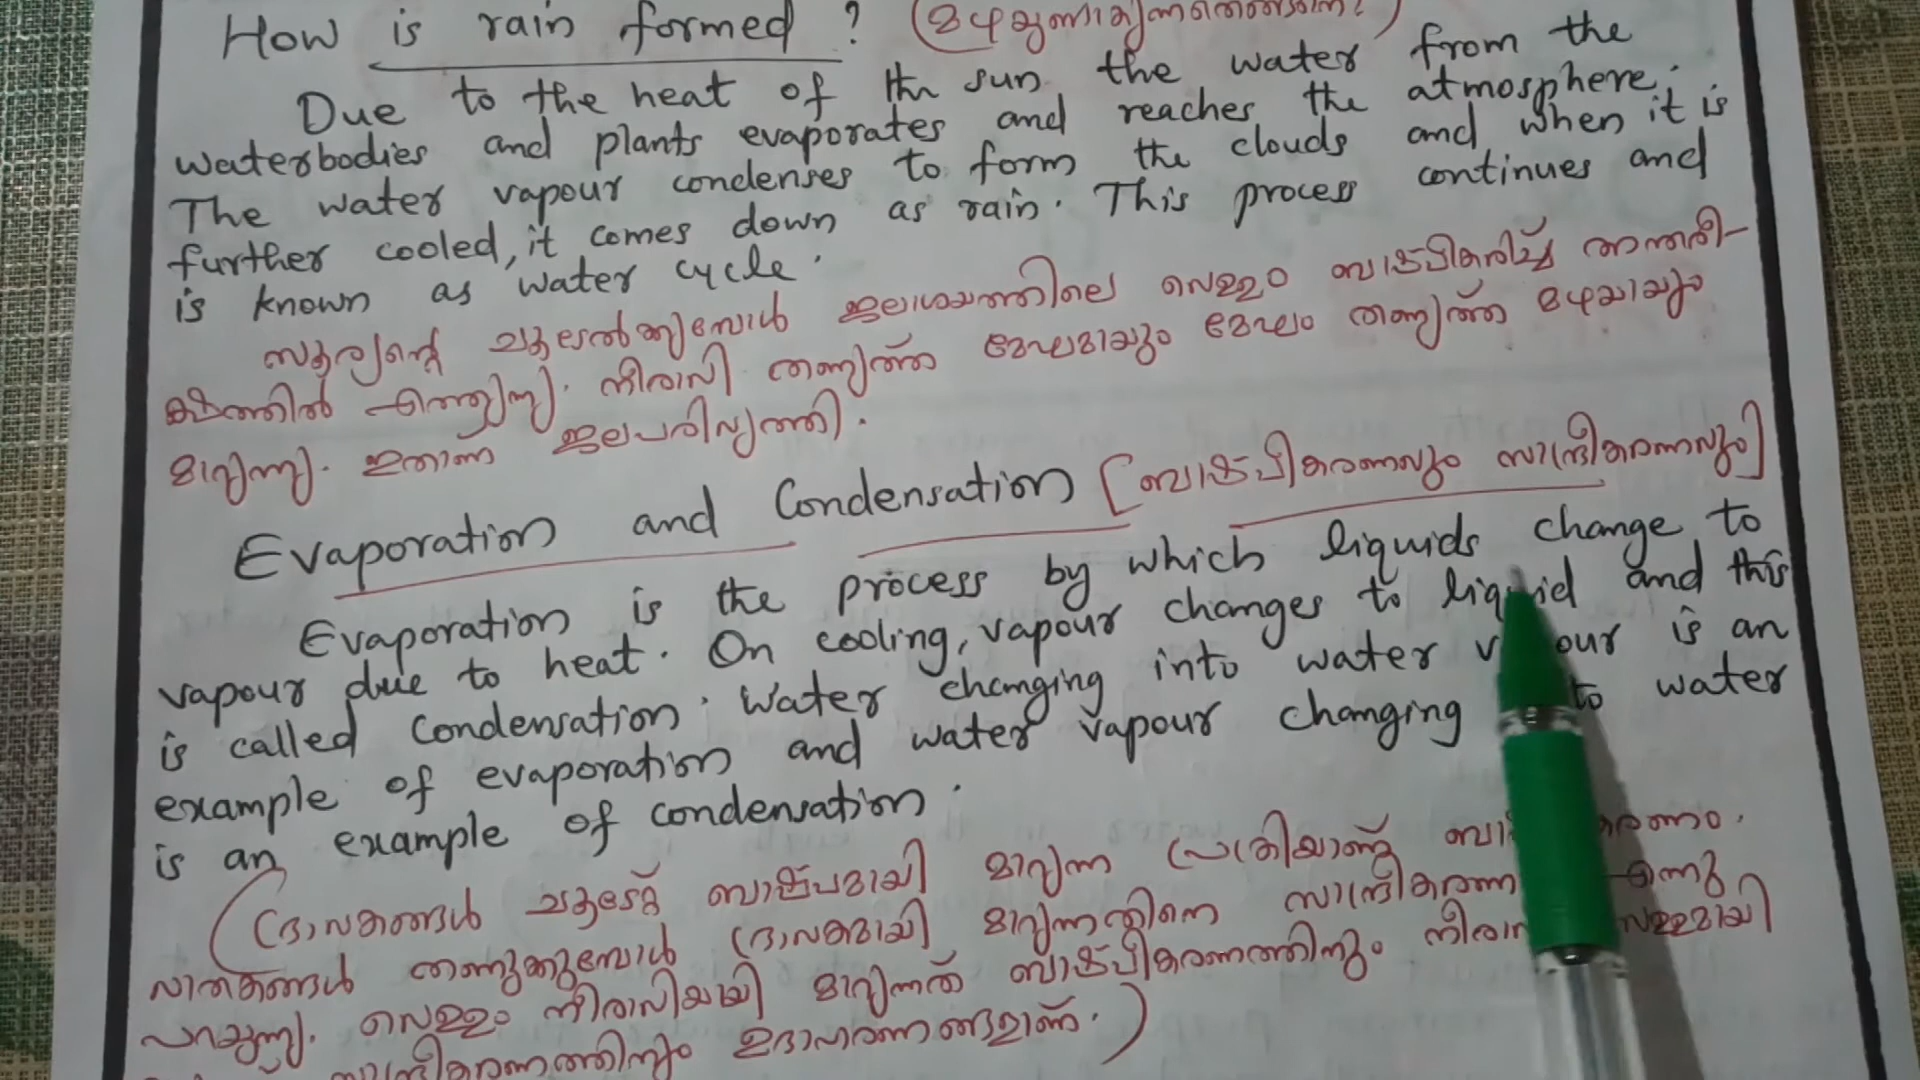 How is rain formed? (മഴയുണ്ടാകുന്നതെങ്ങനെ?)
Due to the heat of the sun the water from the
waterbodies and plants evaporates and reaches the atmosphere.
The water vapour condenses to form the clouds and when it is
further cooled, it comes down as rain. This process continues and
is known as water cycle.
സൂര്യന്റെ ചൂടേൽക്കുമ്പോൾ ജലാശയത്തിലെ വെള്ളം ബാഷ്പീകരിച്ച് അന്തരീ-
ക്ഷത്തിൽ എത്തുന്നു. നീരാവി തണുത്ത് മേഘമായും മേഘം തണുത്ത് മഴയായും
മാറുന്നു. ഇതാണ് ജലപരിവൃത്തി.
Evaporation and Condensation [ബാഷ്പീകരണവും സാന്ദ്രീകരണവും]
Evaporation is the process by which liquids change to
vapour due to heat. On cooling, vapour changes to liquid and this
is called Condensation. Water changing into water vapour is an
example of evaporation and water vapour changing to water
is an example of condensation.
(ദ്രാവകങ്ങൾ ചൂടേറ്റ് ബാഷ്പമായി മാറുന്ന പ്രക്രിയാണ് ബാഷ്പീകരണം.
വാതകങ്ങൾ തണുക്കുമ്പോൾ ദ്രാവകമായി മാറുന്നതിനെ സാന്ദ്രീകരണം എന്നു
പറയുന്നു. വെള്ളം നീരാവിയായി മാറുന്നത് ബാഷ്പീകരണത്തിനും നീരാവി വെള്ളമായി
സാന്ദ്രീകരണത്തിനും ഉദാഹരണങ്ങളാണ്.)